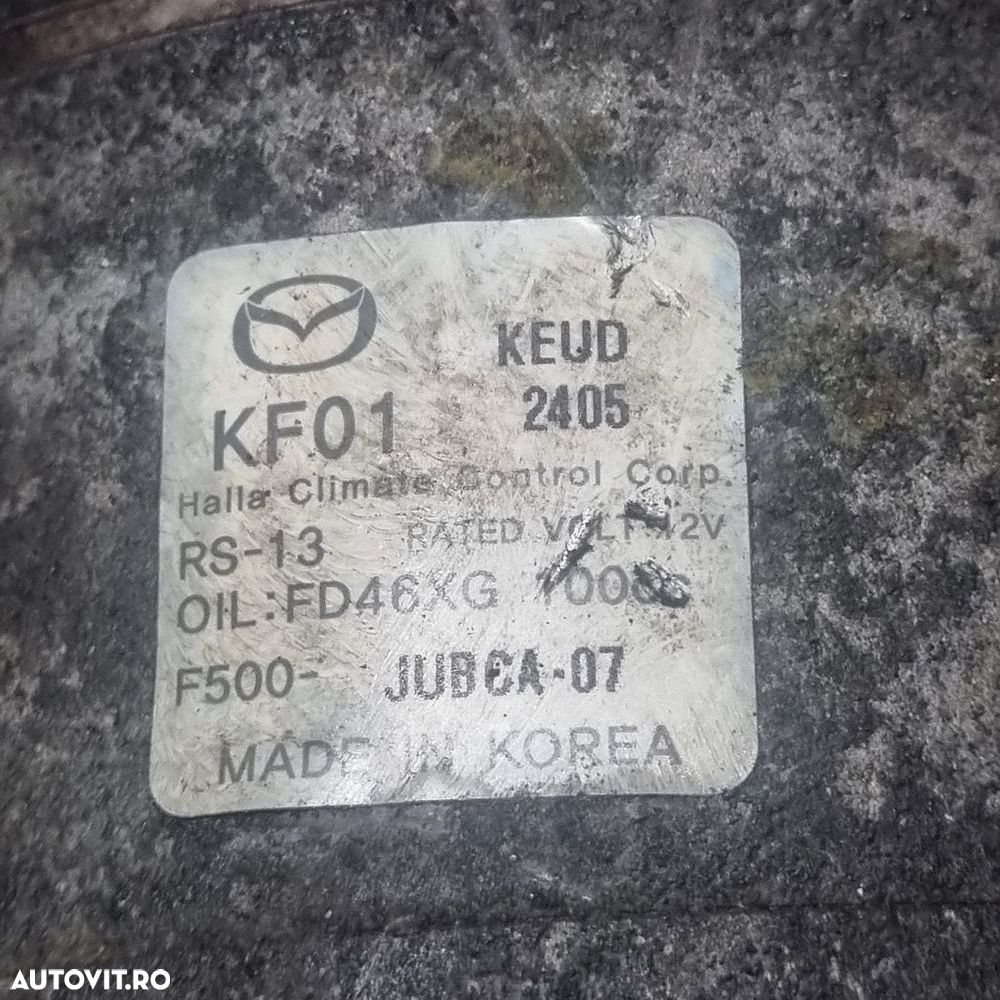 KEUD
KF01 2405
Halla Climate Control Corp.
RS-13 RATED VOLT 12V
OIL:FD46XG 100cc
F500- JUBCA-07
MADE IN KOREA
AUTOVIT.RO